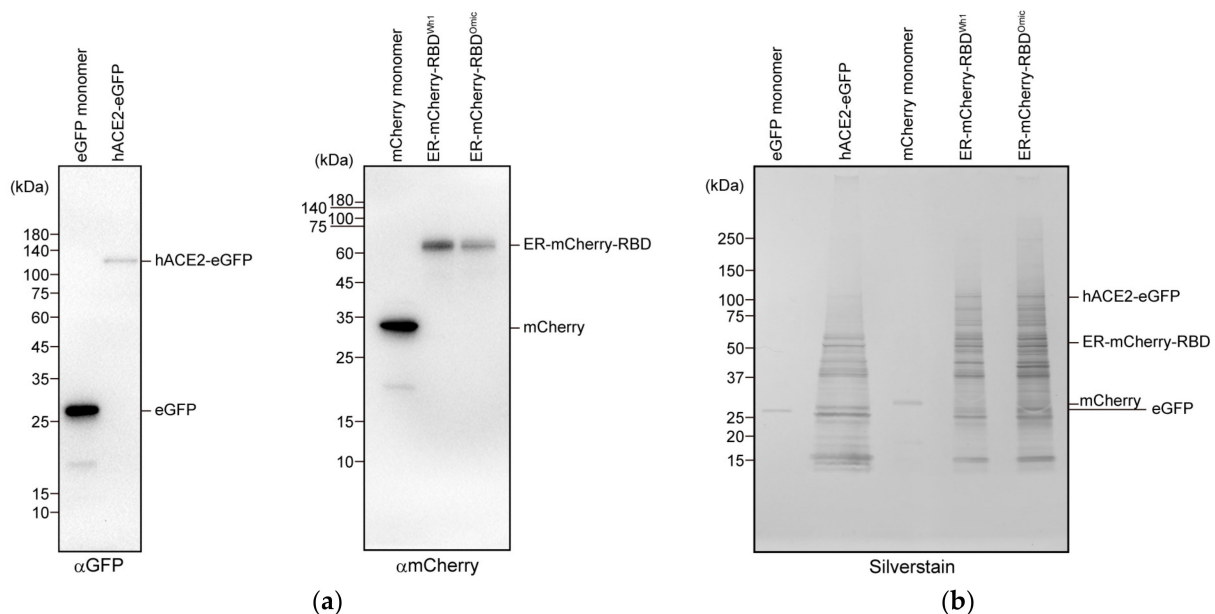 eGFP monomer
hACE2-eGFP
(kDa)
180
140
100
75
60
45
35
25
15
10
hACE2-eGFP
eGFP
αGFP
mCherry monomer
ER-mCherry-RBDWh1
ER-mCherry-RBDOmic
(kDa)
180
140
100
75
60
45
35
25
15
10
ER-mCherry-RBD
mCherry
αmCherry
(a)
eGFP monomer
hACE2-eGFP
mCherry monomer
ER-mCherry-RBDWh1
ER-mCherry-RBDOmic
(kDa)
250
150
100
75
50
37
25
20
15
hACE2-eGFP
ER-mCherry-RBD
mCherry
eGFP
Silverstain
(b)